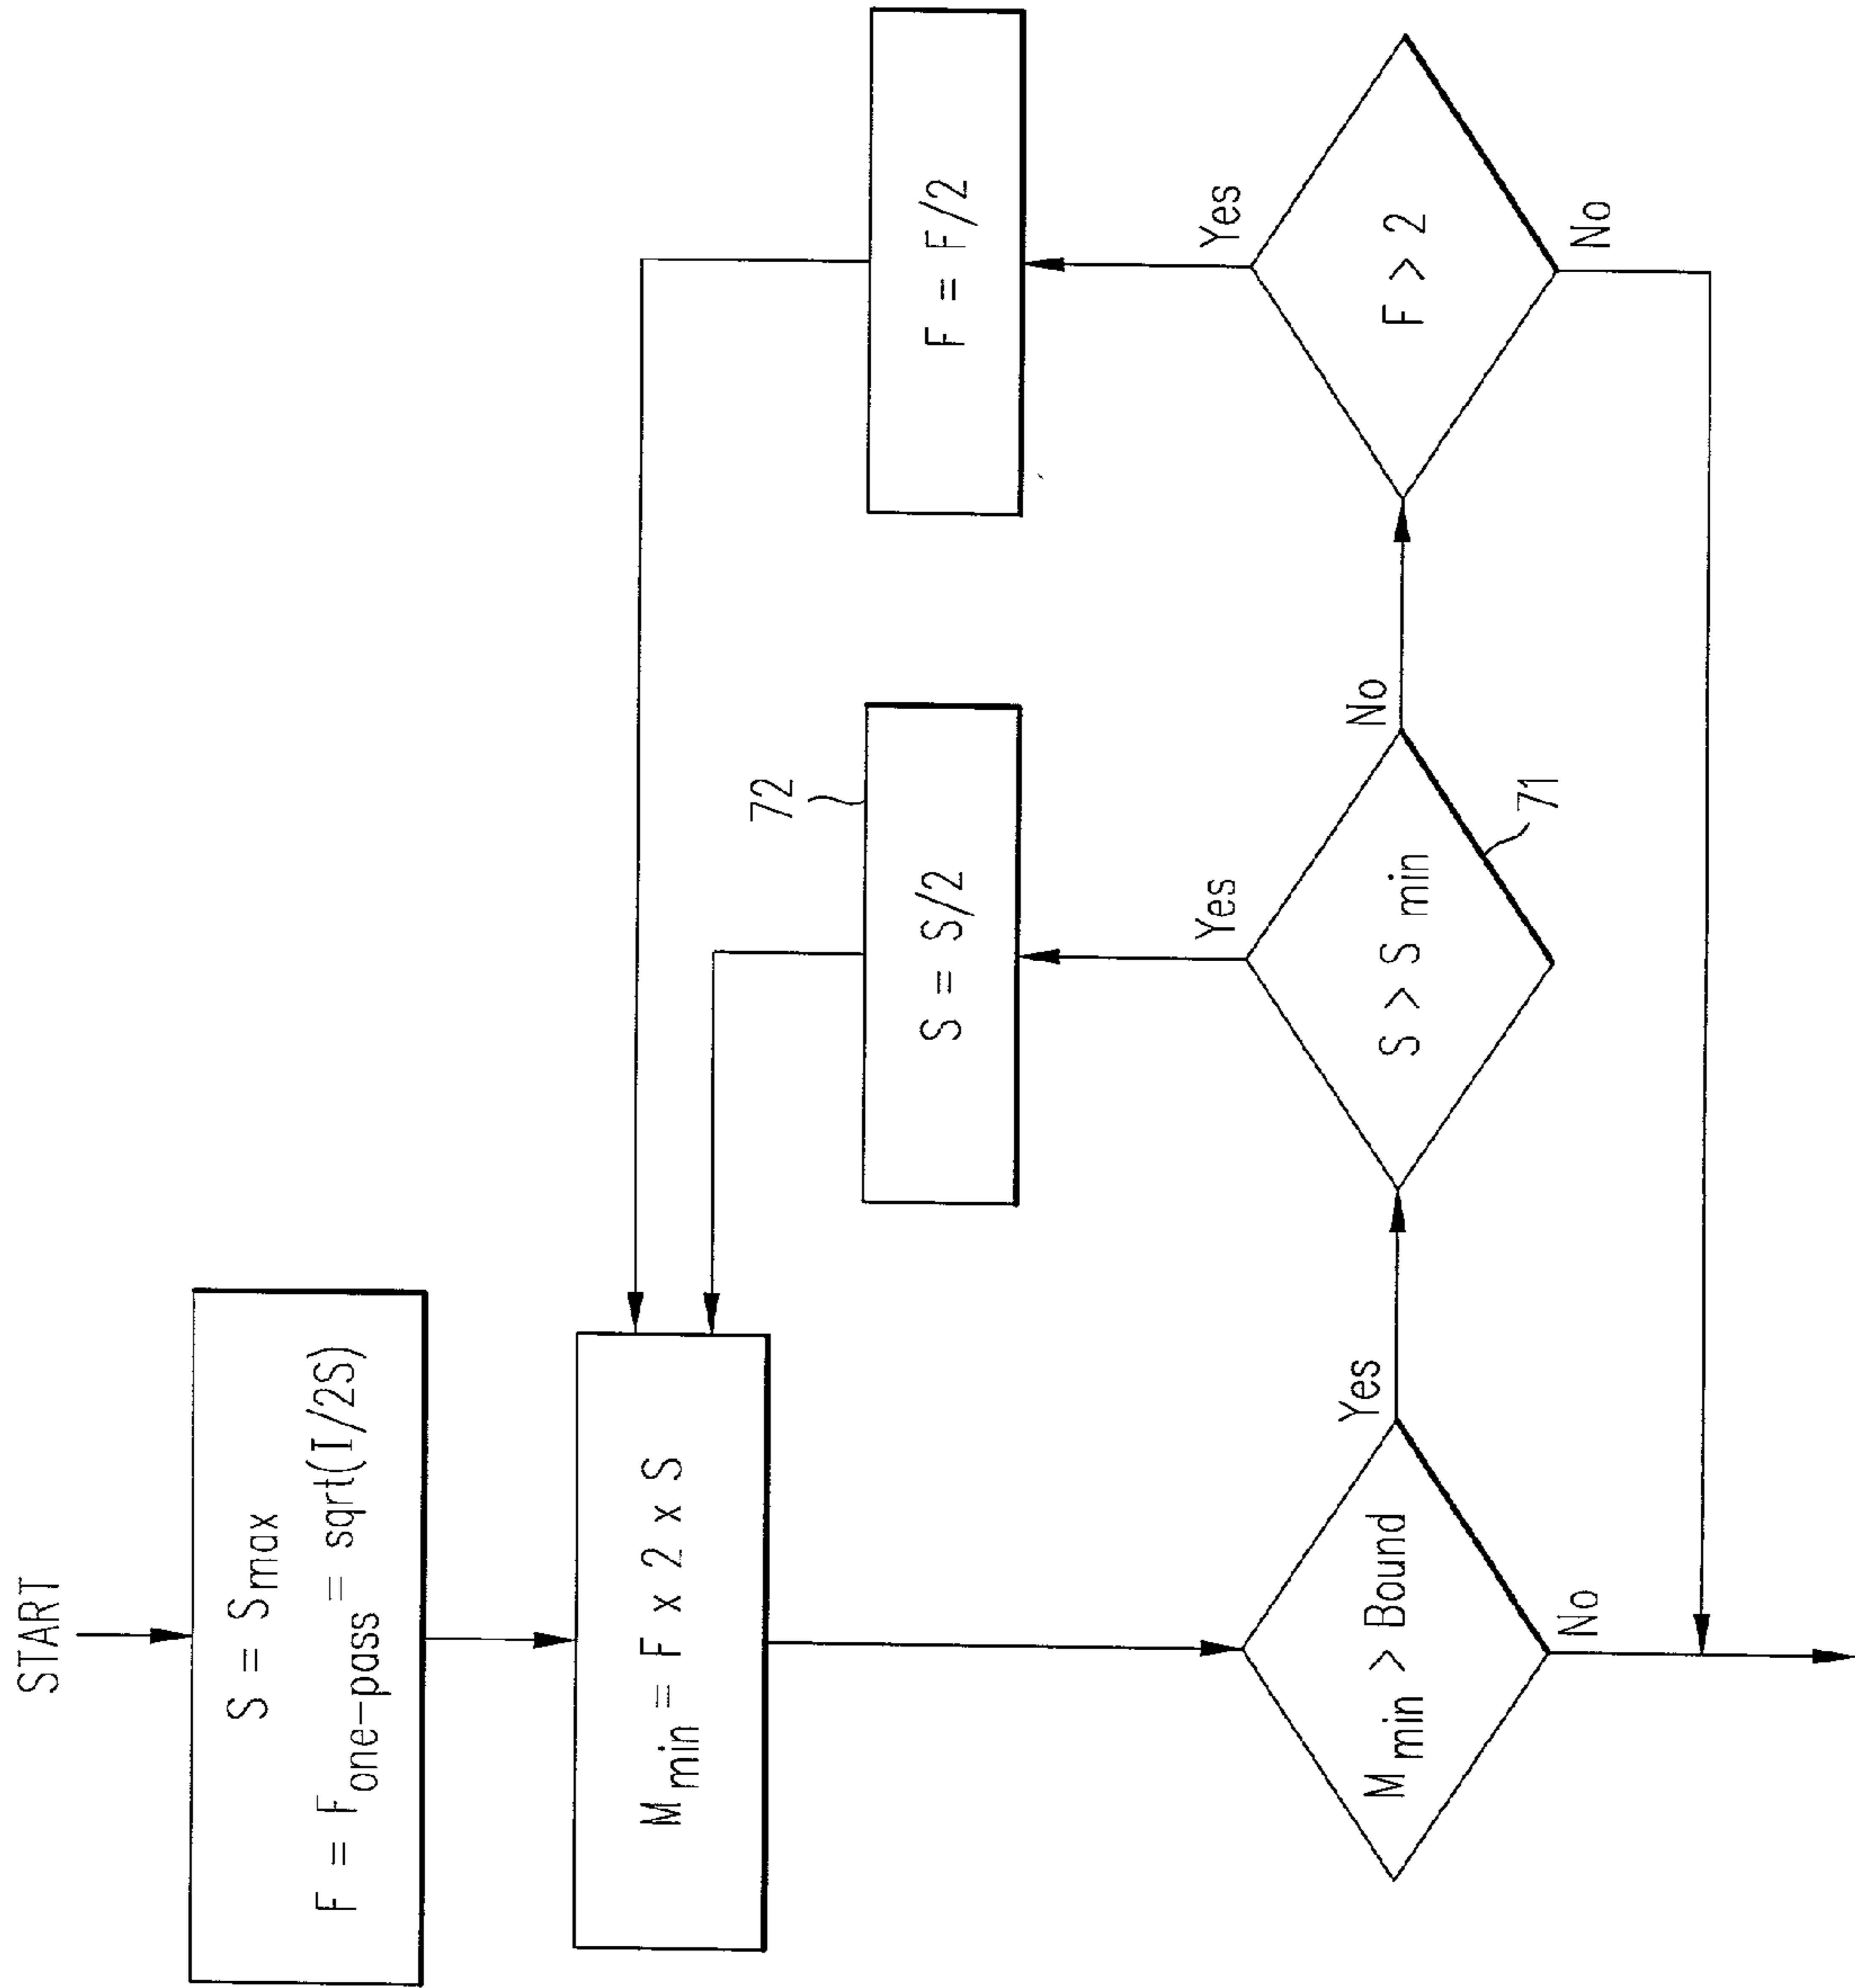 START
S = Smax
F = Fone-pass = sqrt(I/2S)
Mmin = F x 2 x S
72
S = S/2
F = F/2
Mmin > Bound
Yes
No
S > S min
Yes
No
71
F > 2
Yes
No